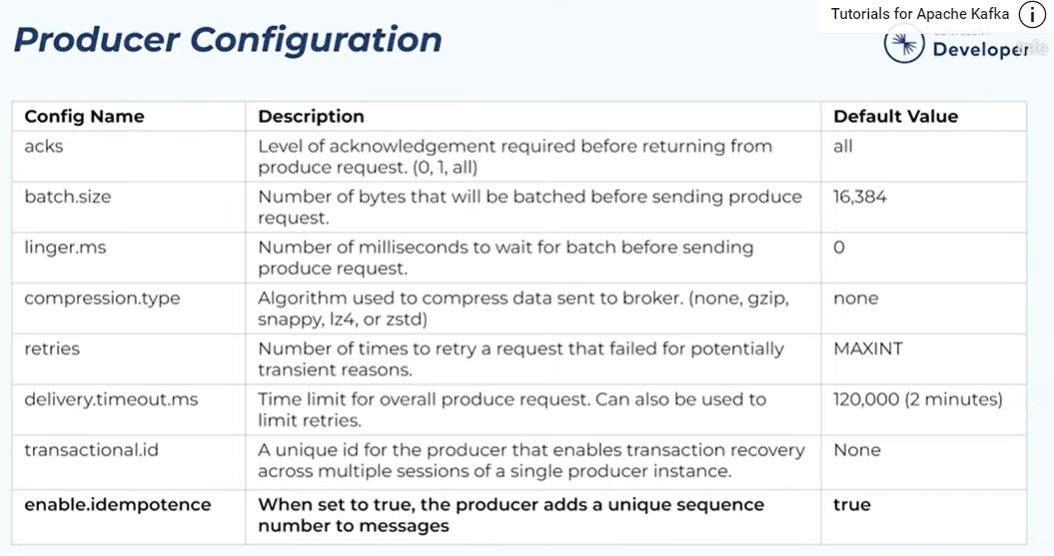 Tutorials for Apache Kafka
Producer Configuration
Developer
Info
Config Name Description Default Value
acks Level of acknowledgement required before returning from all
produce request. (0, 1, all)
batch.size Number of bytes that will be batched before sending produce 16,384
request.
linger.ms Number of milliseconds to wait for batch before sending 0
produce request.
compression.type Algorithm used to compress data sent to broker. (none, gzip, none
snappy, lz4, or zstd)
retries Number of times to retry a request that failed for potentially MAXINT
transient reasons.
delivery.timeout.ms Time limit for overall produce request. Can also be used to 120,000 (2 minutes)
limit retries.
transactional.id A unique id for the producer that enables transaction recovery None
across multiple sessions of a single producer instance.
enable.idempotence When set to true, the producer adds a unique sequence true
number to messages